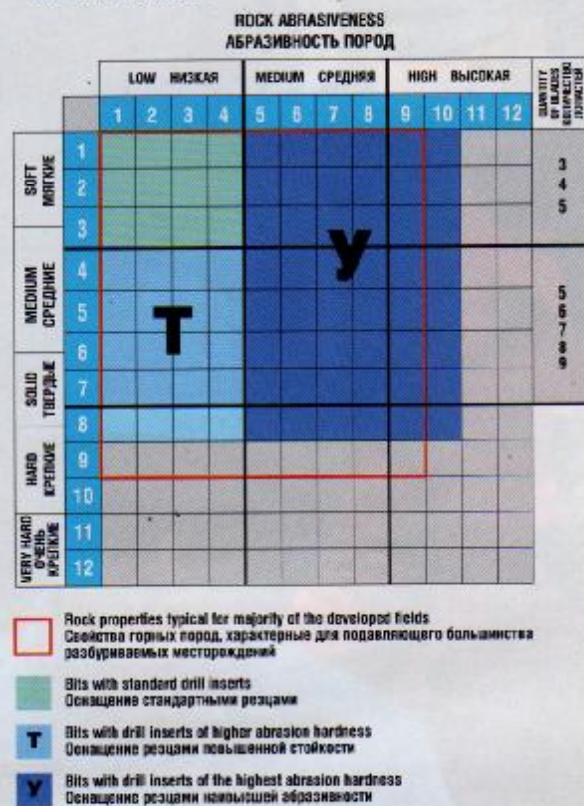 ROCK ABRASIVENESS
АБРАЗИВНОСТЬ ПОРОД
LOW НИЗКАЯ MEDIUM СРЕДНЯЯ HIGH ВЫСОКАЯ
QUANTITY
OF BLADES
КОЛИЧЕСТВО
ЛОПАСТЕЙ
1 2 3 4 5 6 7 8 9 10 11 12
SOFT
МЯГКИЕ
1
2
3
3
4
5
MEDIUM
СРЕДНИЕ
4
5
6
SOLID
ТВЕРДЫЕ
7
8
5
6
7
8
9
HARD
КРЕПКИЕ
9
10
VERY HARD
ОЧЕНЬ
КРЕПКИЕ
11
12
T
У
Rock properties typical for majority of the developed fields
Свойства горных пород, характерные для подавляющего большинства
разбуриваемых месторождений
Bits with standard drill inserts
Оснащение стандартными резцами
T
Bits with drill inserts of higher abrasion hardness
Оснащение резцами повышенной стойкости
У
Bits with drill inserts of the highest abrasion hardness
Оснащение резцами наивысшей абразивности